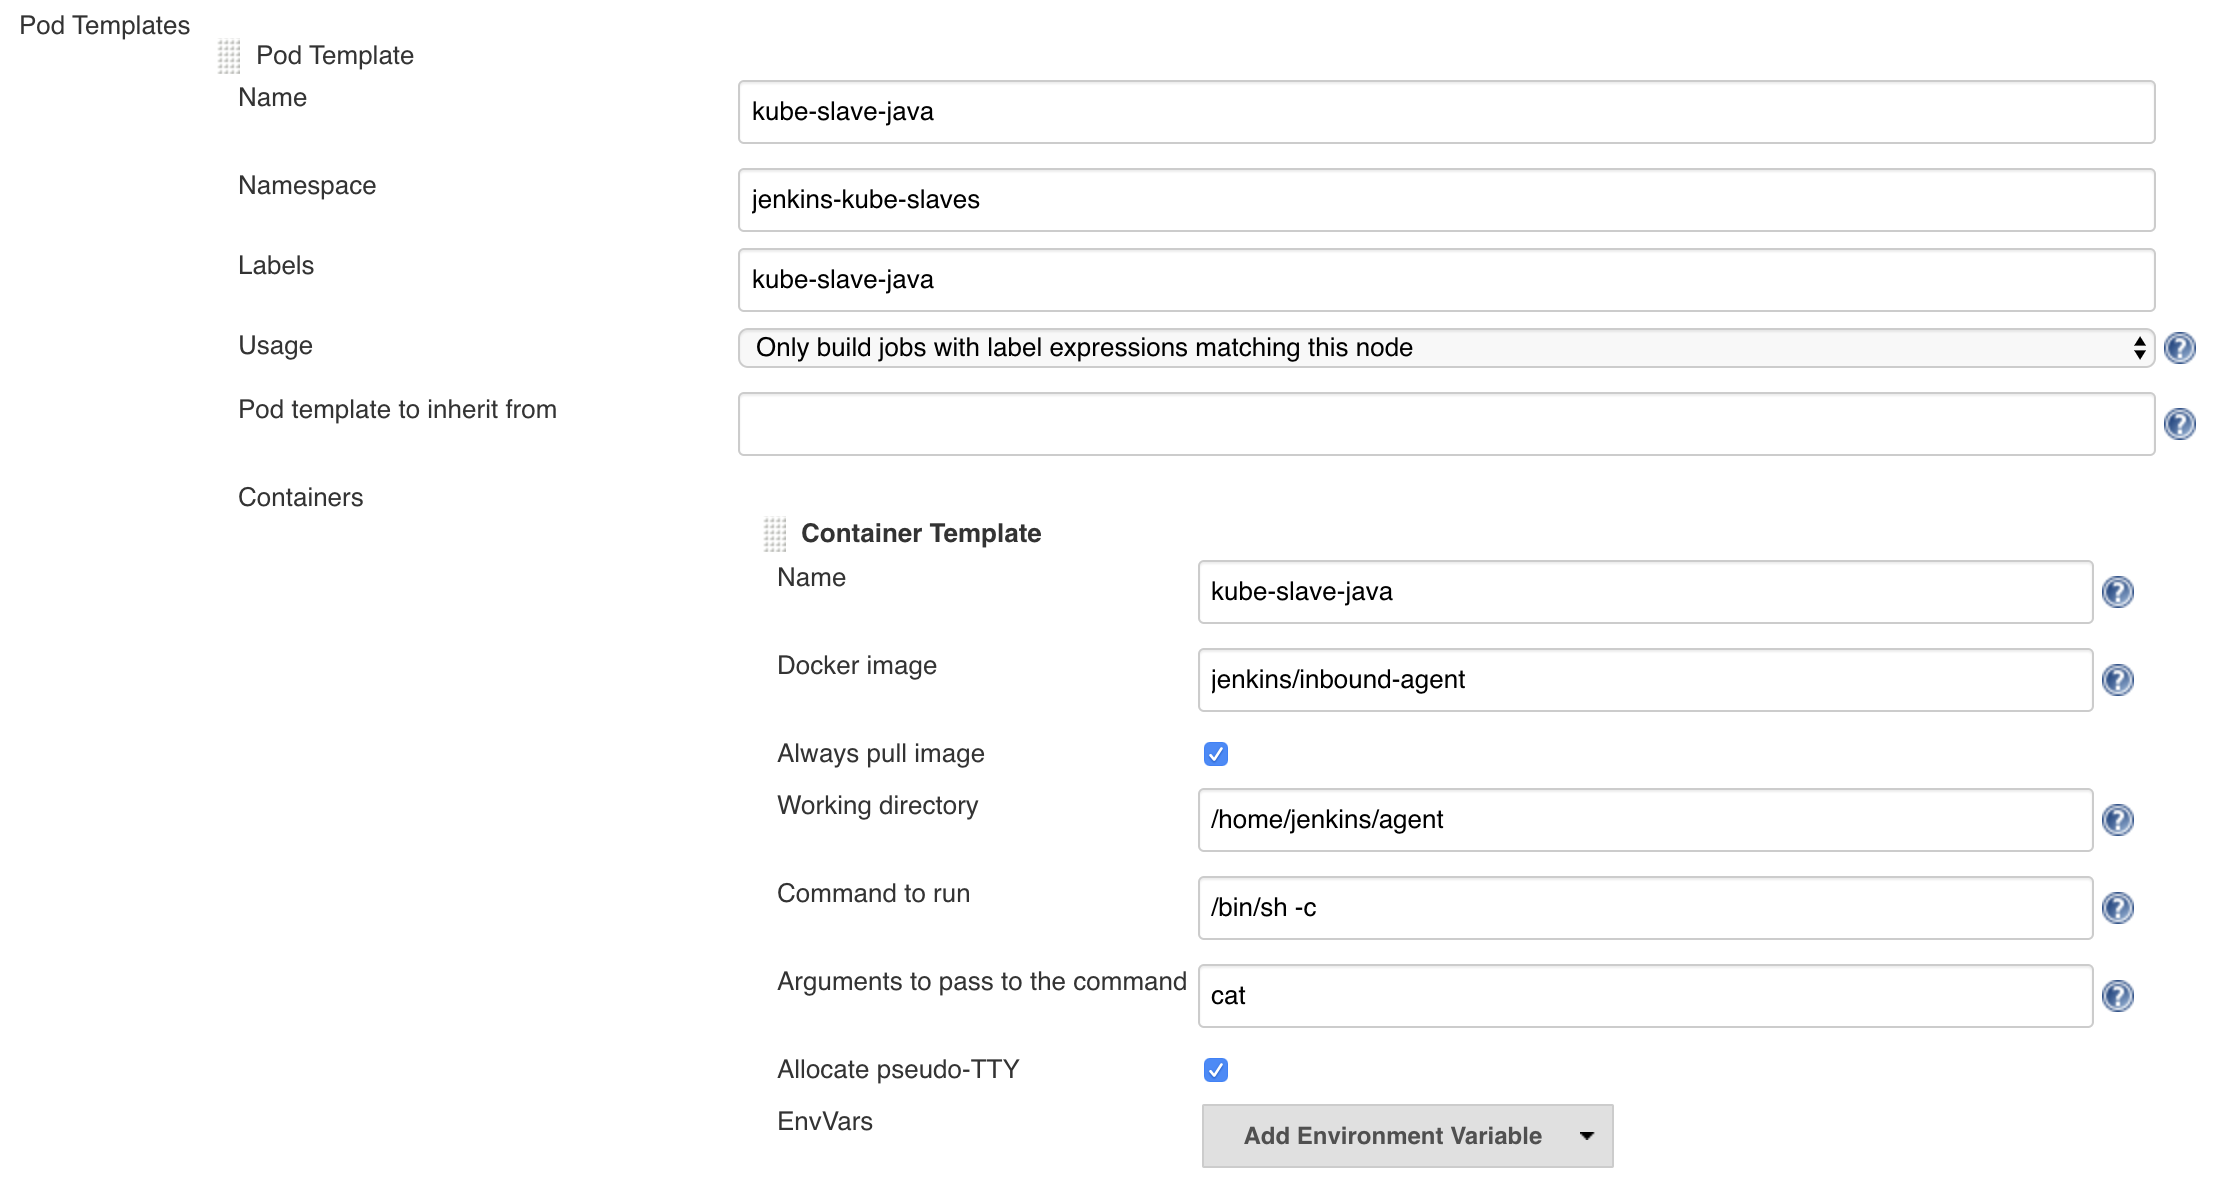 Pod Templates
Pod Template
Name
kube-slave-java
Namespace
jenkins-kube-slaves
Labels
kube-slave-java
Usage
Only build jobs with label expressions matching this node
Pod template to inherit from
Containers
Container Template
Name
kube-slave-java
Docker image
jenkins/inbound-agent
Always pull image
Working directory
/home/jenkins/agent
Command to run
/bin/sh -c
Arguments to pass to the command
cat
Allocate pseudo-TTY
EnvVars
Add Environment Variable